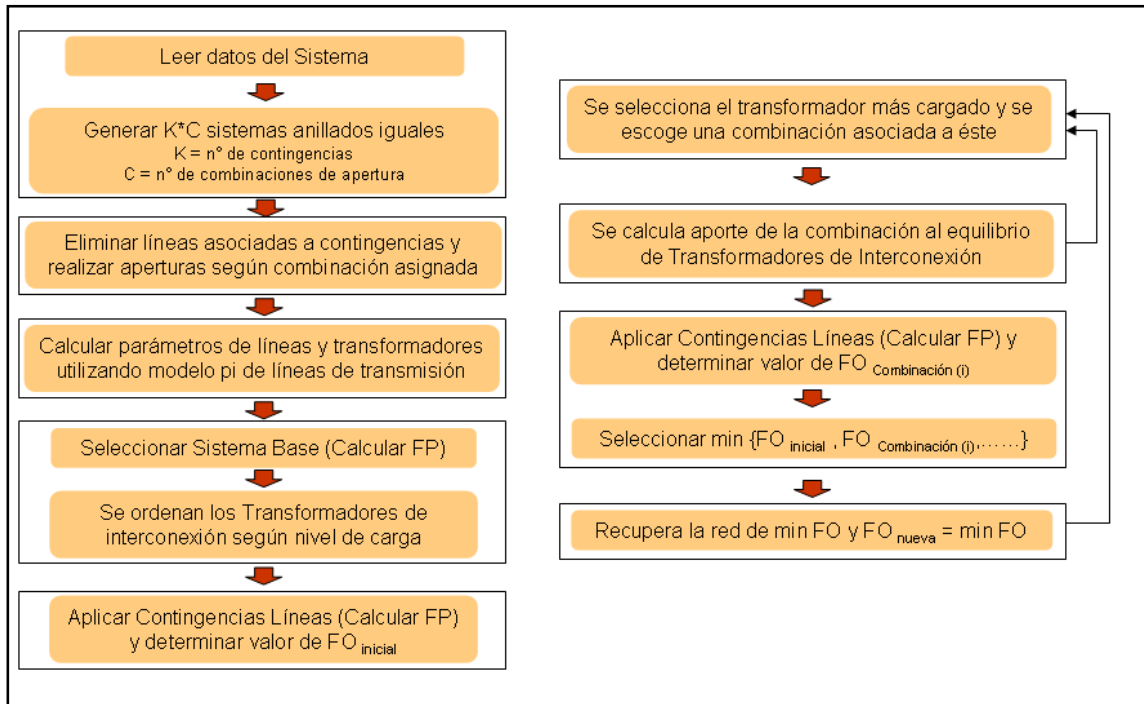 Leer datos del Sistema
Generar K*C sistemas anillados iguales
K = n° de contingencias
C = n° de combinaciones de apertura
Eliminar líneas asociadas a contingencias y
realizar aperturas según combinación asignada
Calcular parámetros de líneas y transformadores
utilizando modelo pi de líneas de transmisión
Seleccionar Sistema Base (Calcular FP)
Se ordenan los Transformadores de
interconexión según nivel de carga
Aplicar Contingencias Líneas (Calcular FP)
y determinar valor de FO inicial
Se selecciona el transformador más cargado y se
escoge una combinación asociada a éste
Se calcula aporte de la combinación al equilibrio
de Transformadores de Interconexión
Aplicar Contingencias Líneas (Calcular FP) y
determinar valor de FO Combinación (i)
Seleccionar min {FO inicial , FO Combinación (i),......}
Recupera la red de min FO y FO nueva = min FO